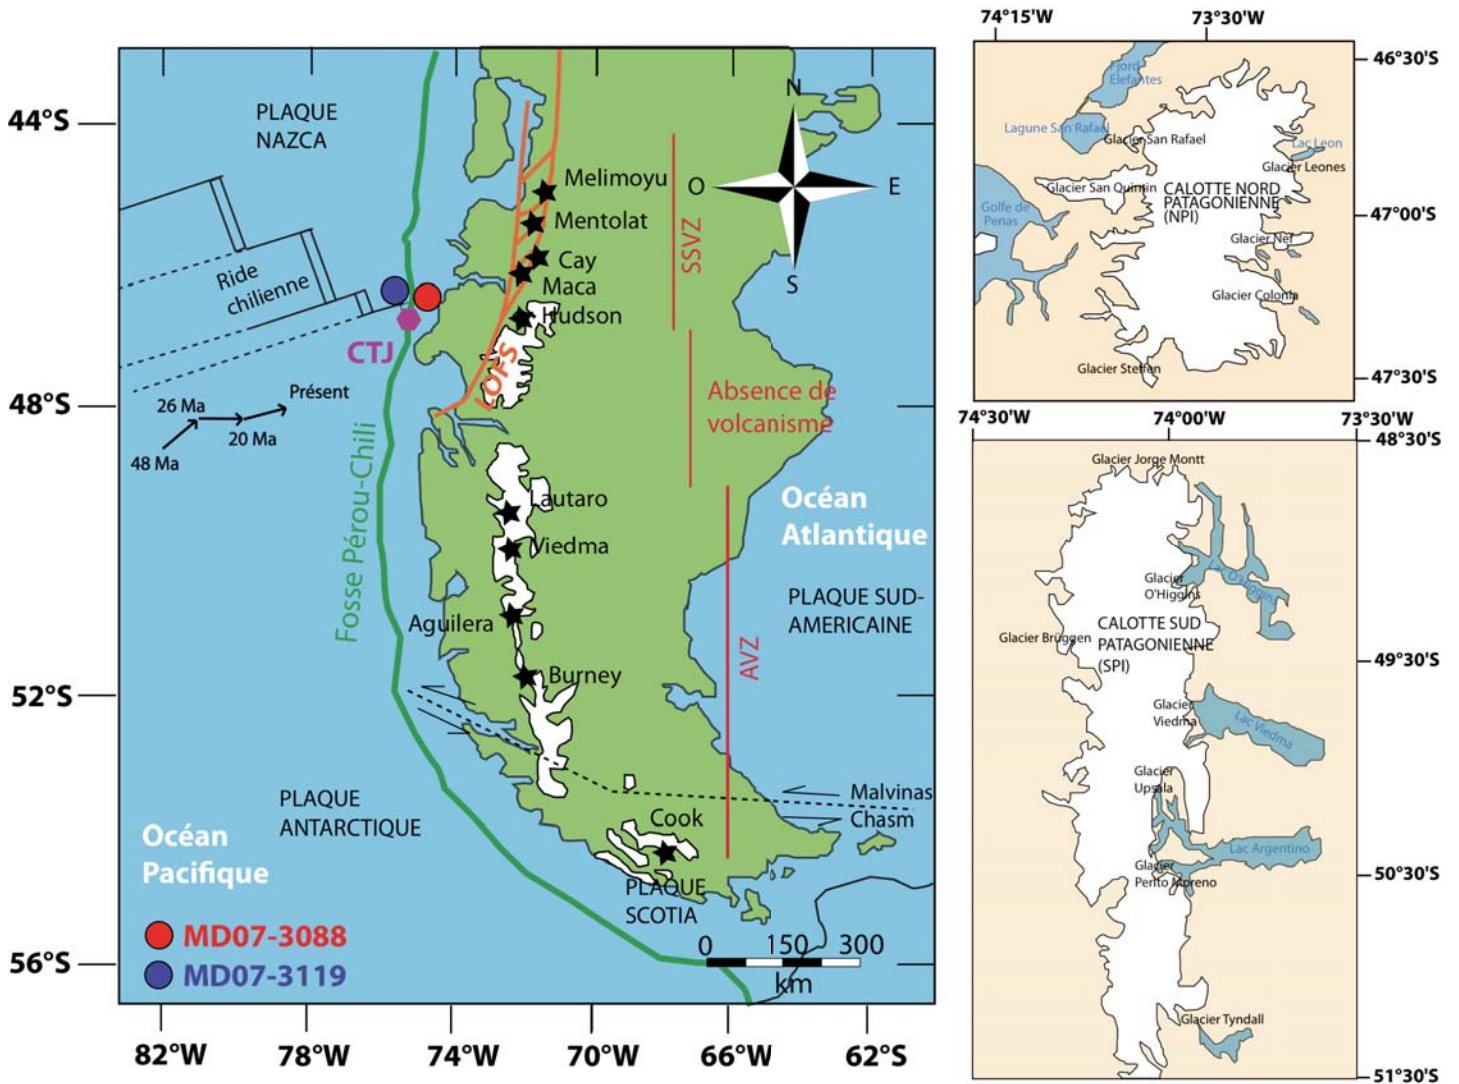 74°15'W
73°30'W
46°30'S
47°00'S
47°30'S
Fjord
Elefantes
Lagune San Rafael
Glacier San Rafael
Lac Leon
Glacier Leones
Glacier San Quintin
CALOTTE NORD
PATAGONIENNE
(NPI)
Golfe de
Penas
Glacier Nef
Glacier Colonia
Glacier Steffen
44°S
48°S
52°S
56°S
PLAQUE
NAZCA
N
O
E
S
Melimoyu
Mentolat
Cay
Maca
Hudson
SSVZ
Ride
chilienne
CTJ
LOFS
Présent
26 Ma
20 Ma
48 Ma
Fosse Pérou-Chili
Absence de
volcanisme
Lautaro
Viedma
Aguilera
Burney
Océan
Atlantique
PLAQUE SUD-
AMERICAINE
AVZ
PLAQUE
ANTARCTIQUE
Malvinas
Chasm
Cook
PLAQUE
SCOTIA
Océan
Pacifique
MD07-3088
MD07-3119
0 150 300
km
82°W
78°W
74°W
70°W
66°W
62°S
74°30'W
74°00'W
73°30'W
48°30'S
49°30'S
50°30'S
51°30'S
Glacier Jorge Montt
Glacier
O'Higgins
Lac O'Higgins
Glacier Brüggen
CALOTTE SUD
PATAGONIENNE
(SPI)
Glacier
Viedma
Lac Viedma
Glacier
Upsala
Lac Argentino
Glacier
Perito Moreno
Glacier Tyndall